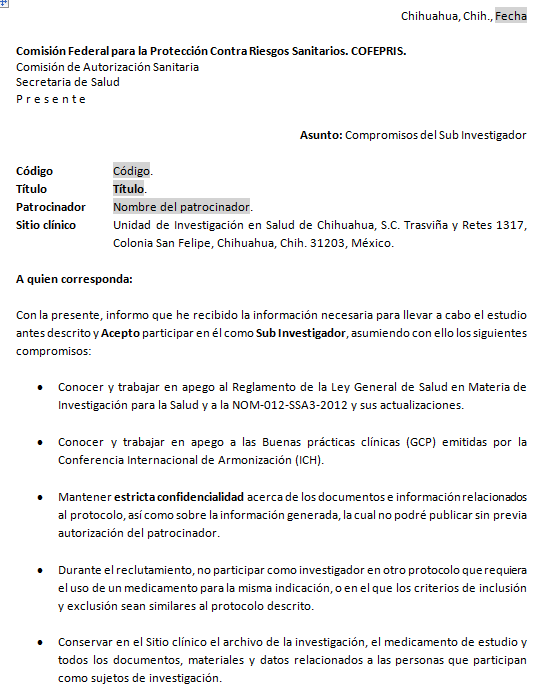 Chihuahua, Chih., Fecha
Comisión Federal para la Protección Contra Riesgos Sanitarios. COFEPRIS.
Comisión de Autorización Sanitaria
Secretaria de Salud
P r e s e n t e
Asunto: Compromisos del Sub Investigador
Código Código.
Título Título.
Patrocinador Nombre del patrocinador.
Sitio clínico Unidad de Investigación en Salud de Chihuahua, S.C. Trasviña y Retes 1317,
Colonia San Felipe, Chihuahua, Chih. 31203, México.
A quien corresponda:
Con la presente, informo que he recibido la información necesaria para llevar a cabo el estudio
antes descrito y Acepto participar en él como Sub Investigador, asumiendo con ello los siguientes
compromisos:
● Conocer y trabajar en apego al Reglamento de la Ley General de Salud en Materia de
Investigación para la Salud y a la NOM-012-SSA3-2012 y sus actualizaciones.
● Conocer y trabajar en apego a las Buenas prácticas clínicas (GCP) emitidas por la
Conferencia Internacional de Armonización (ICH).
● Mantener estricta confidencialidad acerca de los documentos e información relacionados
al protocolo, así como sobre la información generada, la cual no podré publicar sin previa
autorización del patrocinador.
● Durante el reclutamiento, no participar como investigador en otro protocolo que requiera
el uso de un medicamento para la misma indicación, o en el que los criterios de inclusión
y exclusión sean similares al protocolo descrito.
● Conservar en el Sitio clínico el archivo de la investigación, el medicamento de estudio y
todos los documentos, materiales y datos relacionados a las personas que participan
como sujetos de investigación.